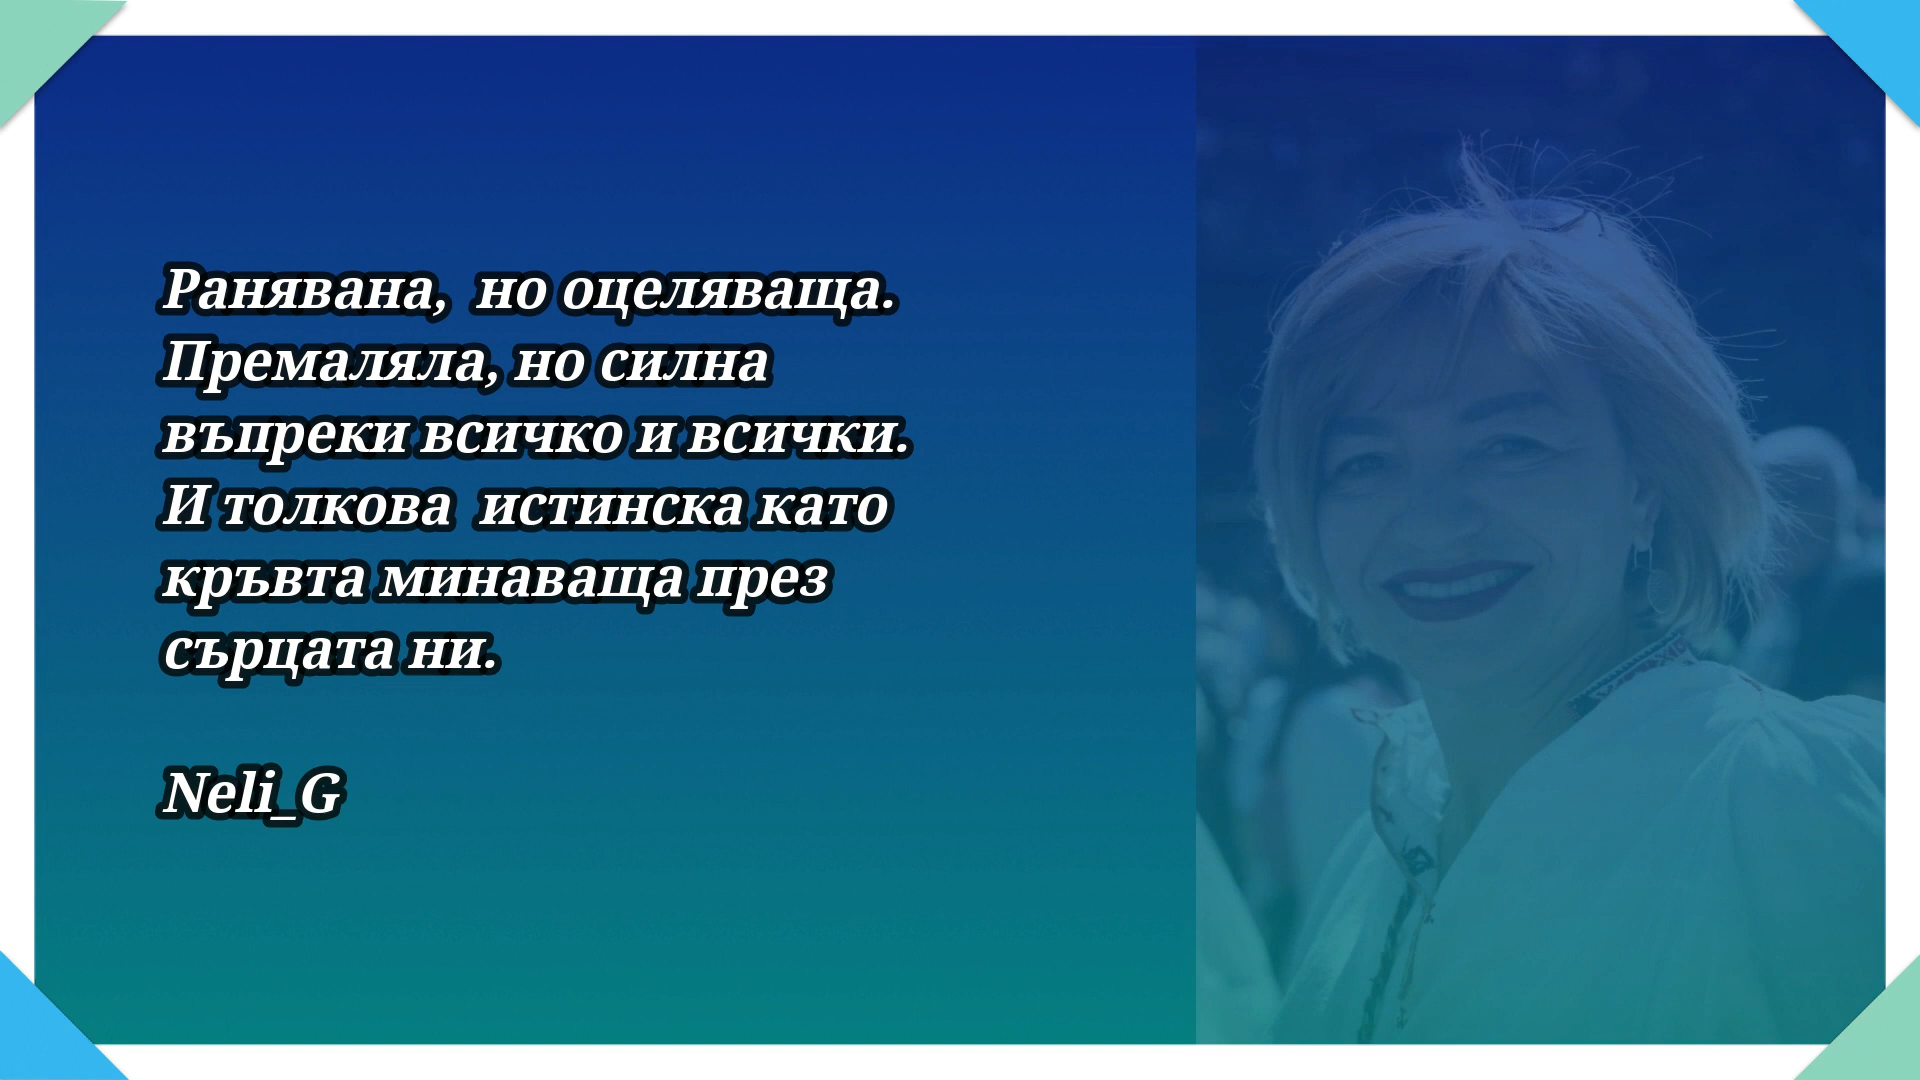 Ранявана,  но оцеляваща.
Премаляла, но силна
въпреки всичко и всички.
И толкова  истинска като
кръвта минаваща през
сърцата ни.
Neli_G